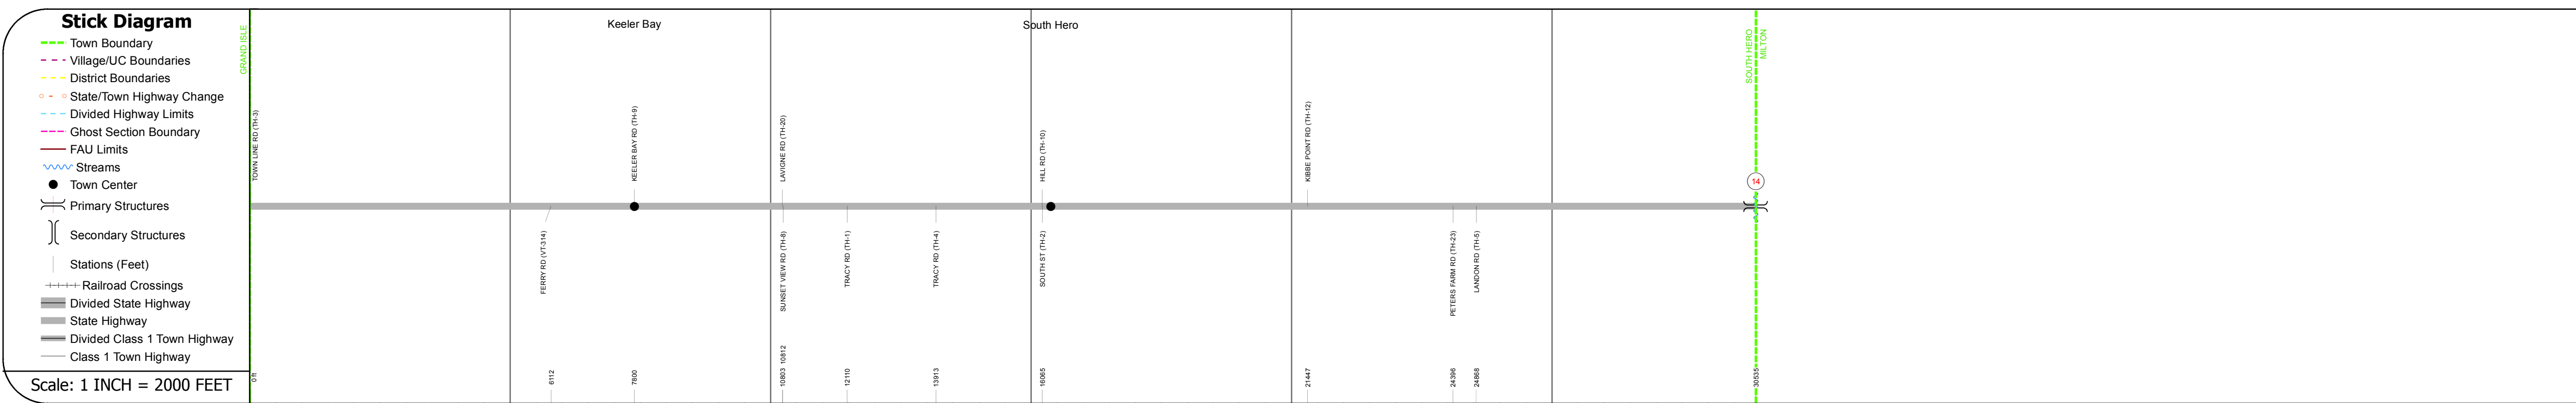 Stick Diagram
Town Boundary
Village/UC Boundaries
District Boundaries
State/Town Highway Change
Divided Highway Limits
Ghost Section Boundary
FAU Limits
Streams
Town Center
Primary Structures
Secondary Structures
Stations (Feet)
Railroad Crossings
Divided State Highway
State Highway
Divided Class 1 Town Highway
Class 1 Town Highway
Scale: 1 INCH = 2000 FEET
Keeler Bay
South Hero
GRAND ISLE
SOUTH HERO
MILTON
TOWN LINE RD (TH-3)
KEELER BAY RD (TH-9)
LAVIGNE RD (TH-20)
HILL RD (TH-10)
KIBBE POINT RD (TH-12)
14
FERRY RD (VT-314)
SUNSET VIEW RD (TH-8)
TRACY RD (TH-1)
TRACY RD (TH-4)
SOUTH ST (TH-2)
PETERS FARM RD (TH-23)
LANDON RD (TH-5)
0 ft
6112
7800
10803 10812
12110
13913
16065
21447
24396
24868
30535